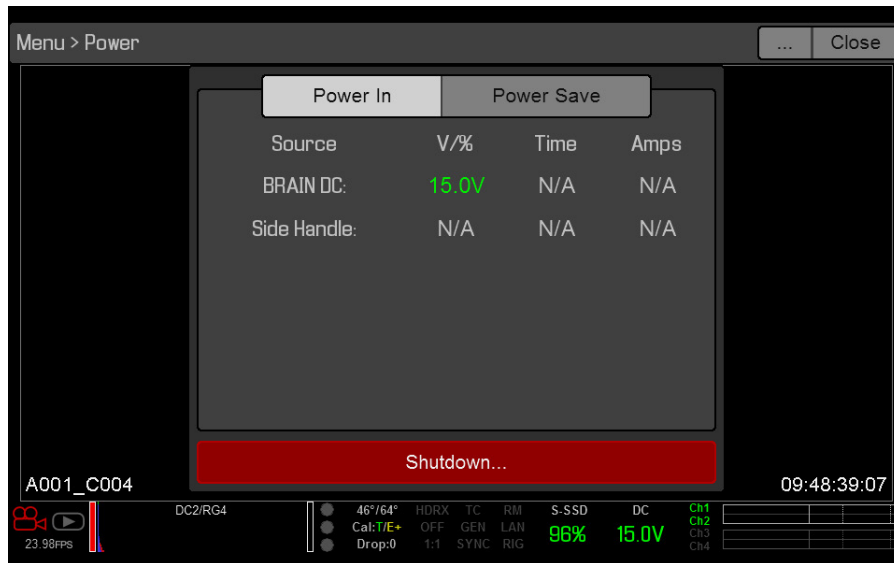 Menu > Power ... Close
Power In Power Save
Source V/% Time Amps
BRAIN DC: 15.0V N/A N/A
Side Handle: N/A N/A N/A
Shutdown...
A001_C004 09:48:39:07
DC2/RG4 46°/64° HDRX TC RM S-SSD DC Ch1
Cal:T/E+ OFF GEN LAN 96% 15.0V Ch2
23.98FPS Drop:0 1:1 SYNC RIG Ch3
Ch4